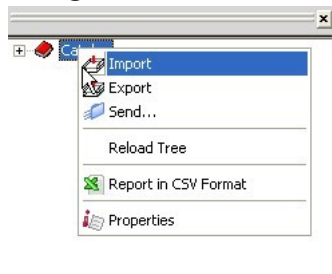 Import
Export
Send...
Reload Tree
Report in CSV Format
Properties